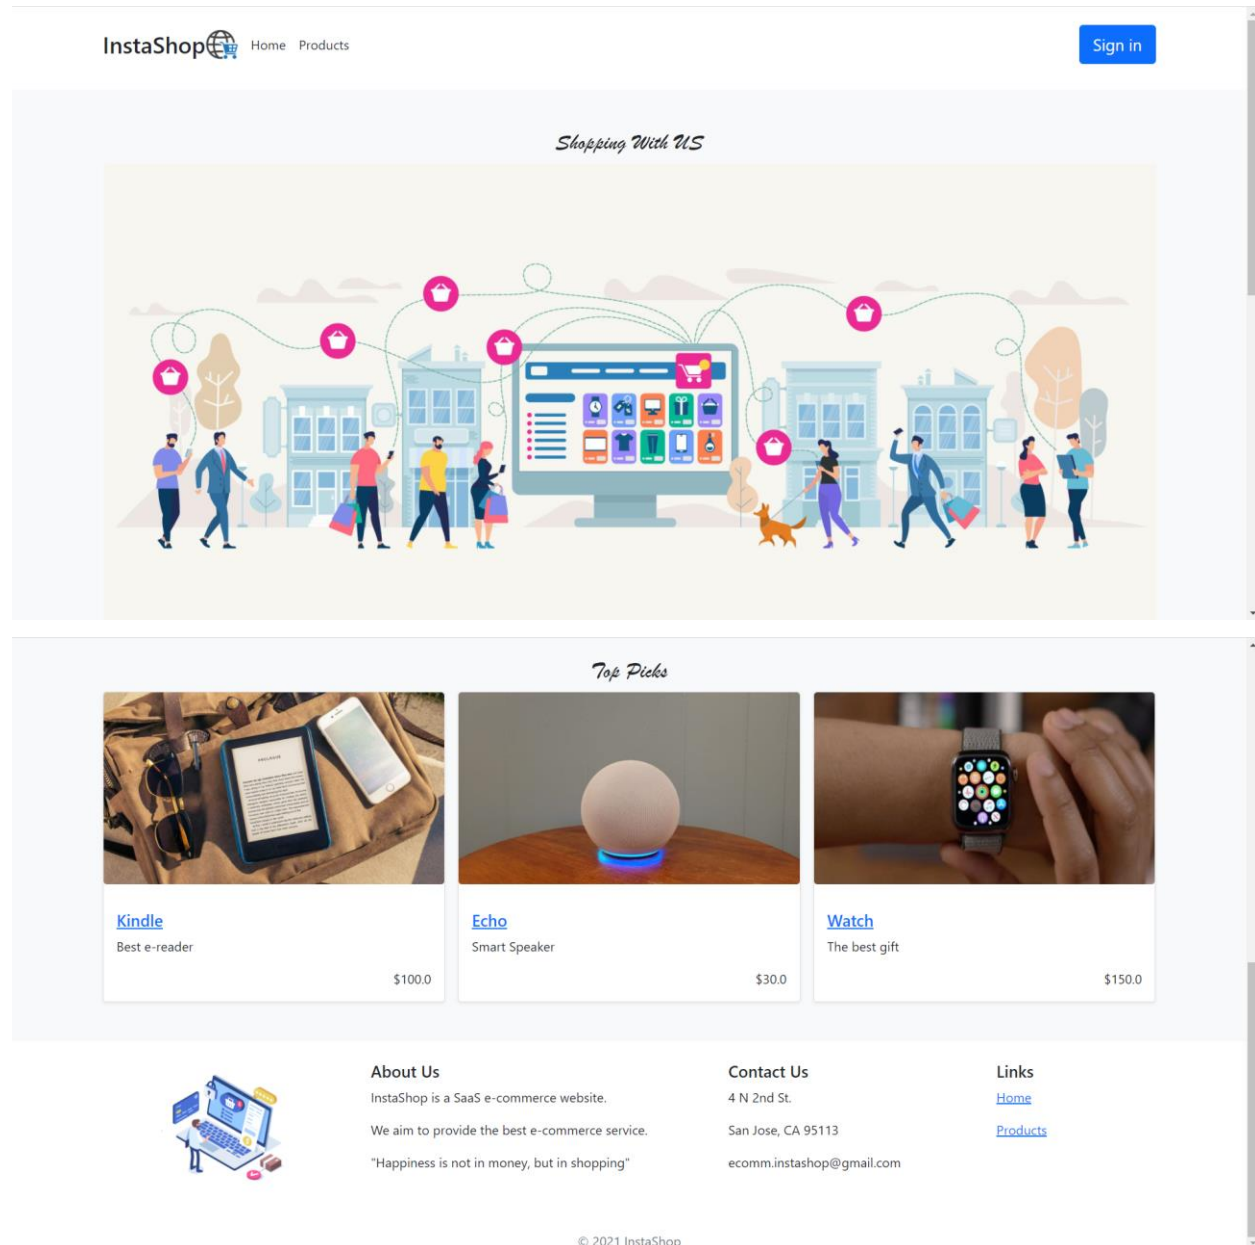 InstaShop
Home Products
Sign in
Shopping With US
Top Picks
PROLOGUE
Kindle
Best e-reader
$100.0
Echo
Smart Speaker
$30.0
Watch
The best gift
$150.0
About Us
InstaShop is a SaaS e-commerce website.
We aim to provide the best e-commerce service.
"Happiness is not in money, but in shopping"
Contact Us
4 N 2nd St.
San Jose, CA 95113
ecomm.instashop@gmail.com
Links
Home
Products
© 2021 InstaShop